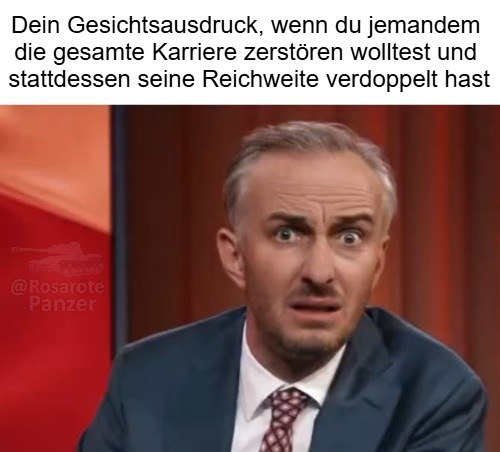 Dein Gesichtsausdruck, wenn du jemandem
die gesamte Karriere zerstören wolltest und
stattdessen seine Reichweite verdoppelt hast
@Rosarote
Panzer